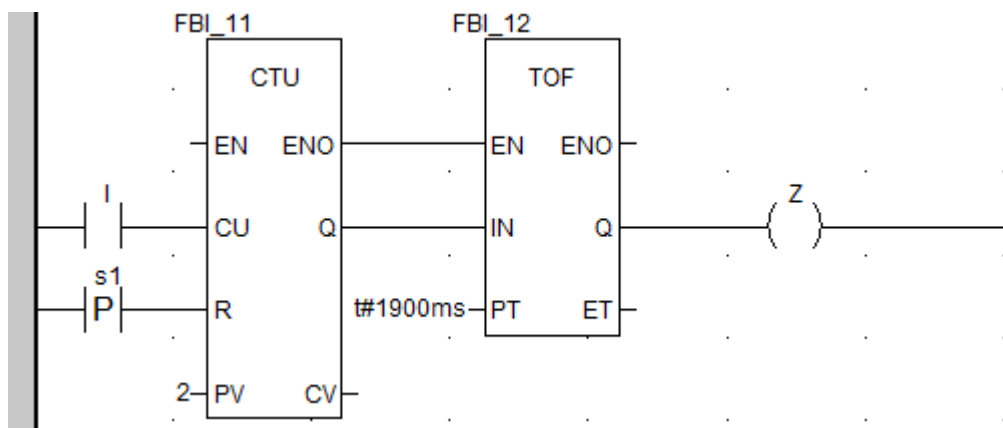 FBI_11 FBI_12
CTU TOF
EN ENO EN ENO
I Z
CU Q IN Q
s1
P R t#1900ms PT ET
2 PV CV